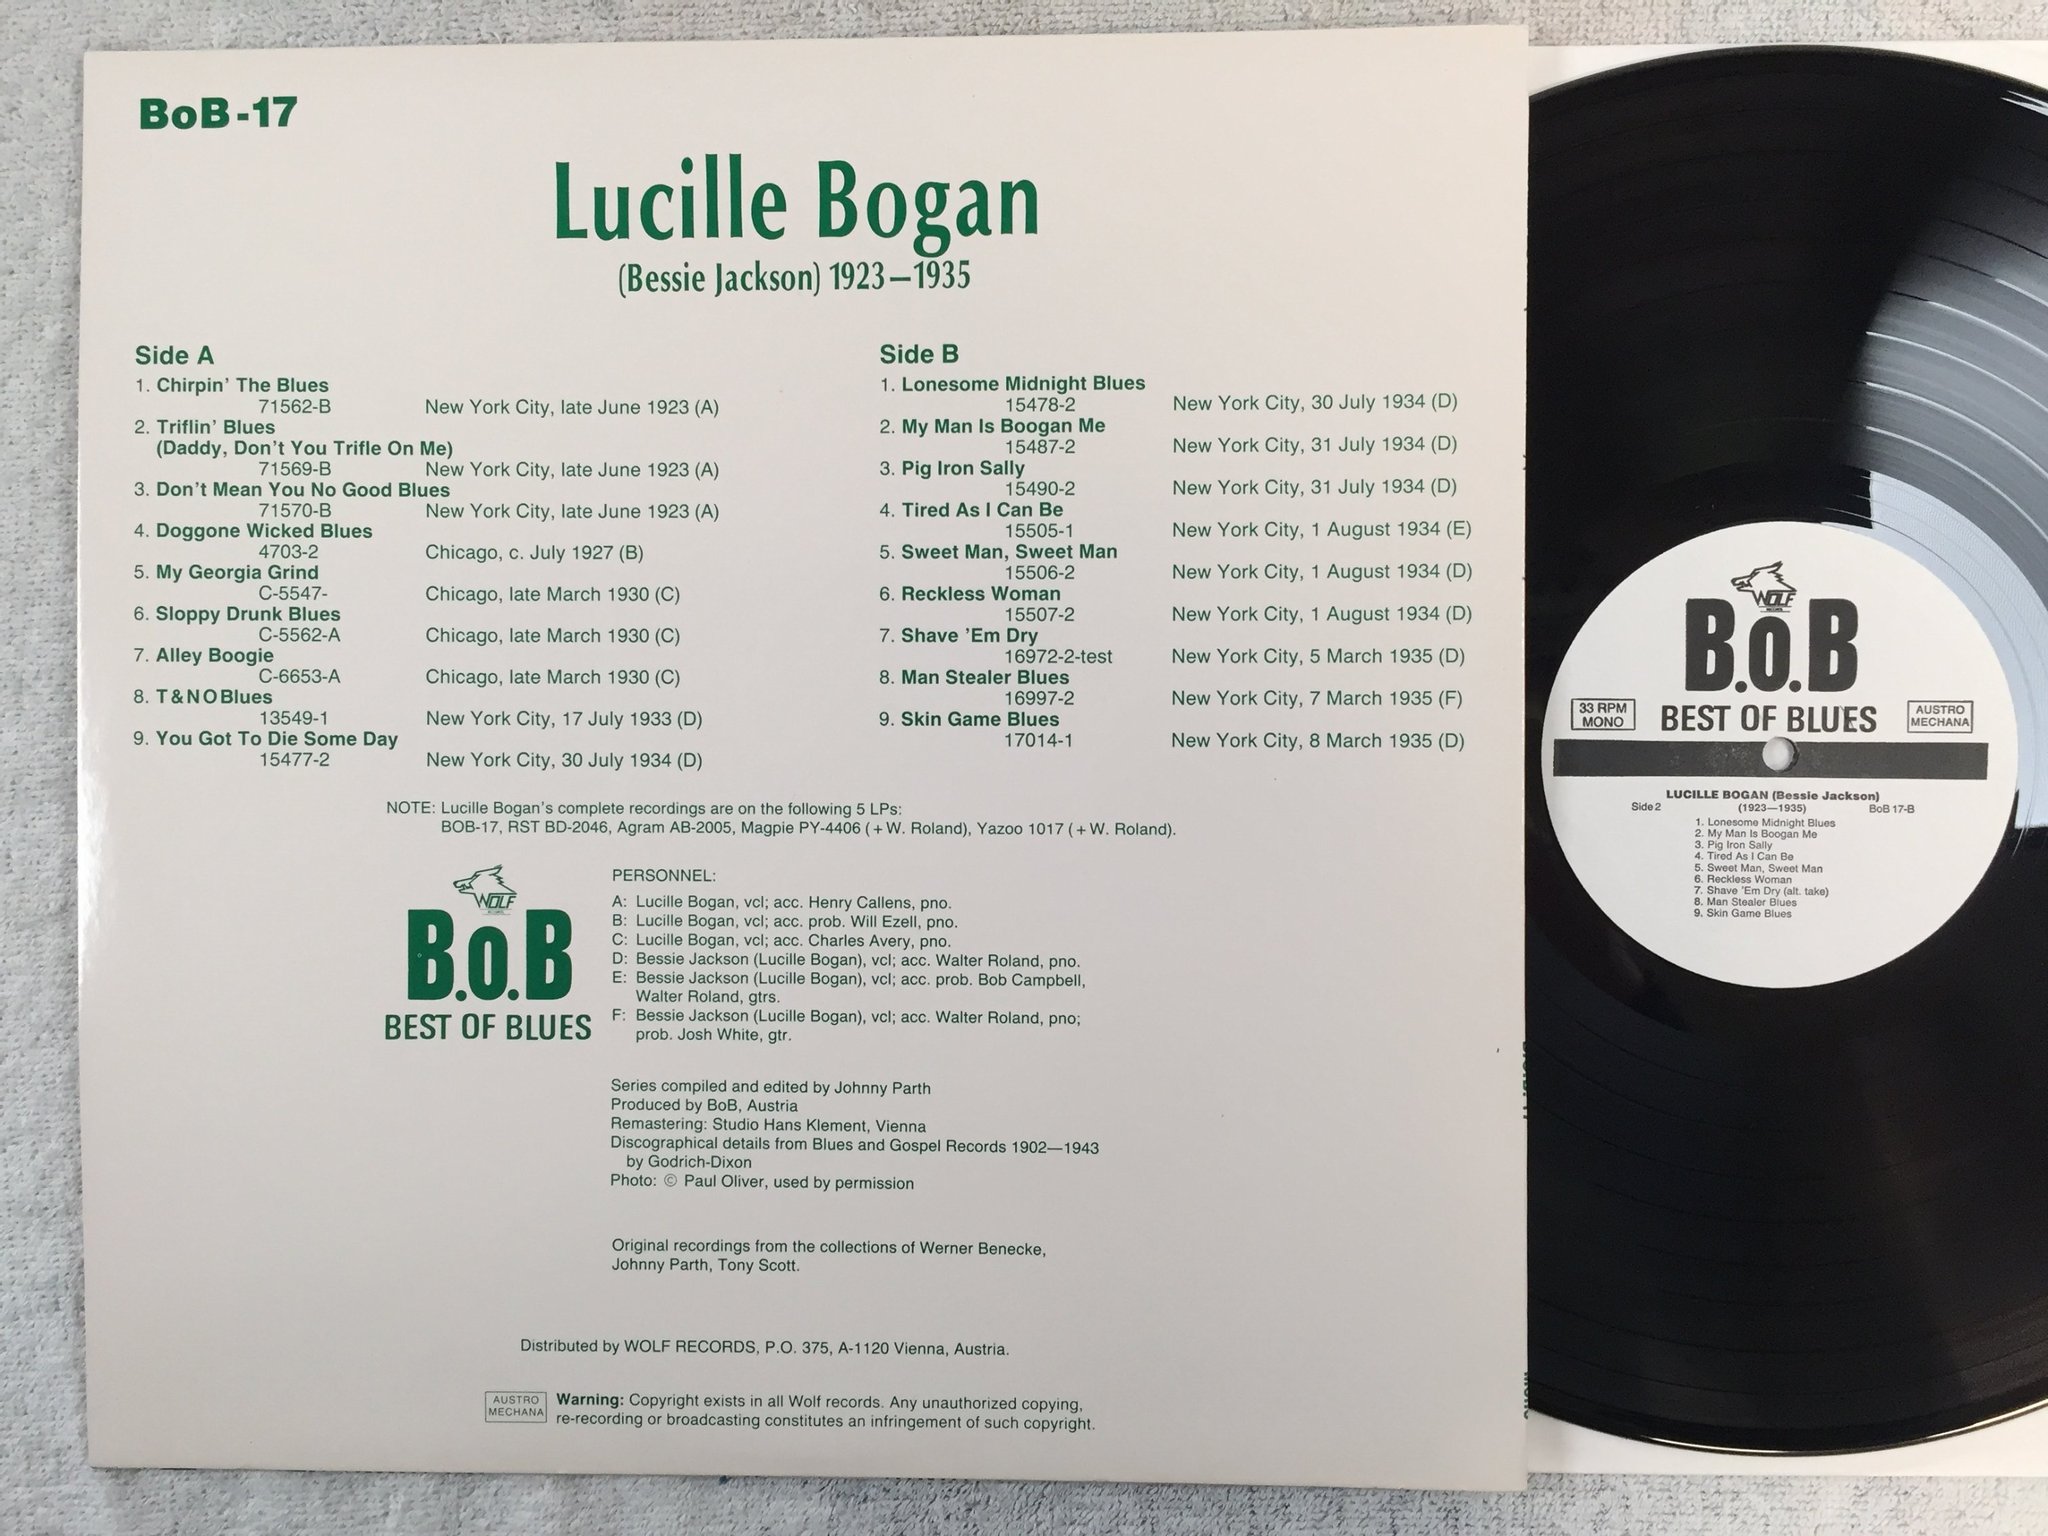 BoB-17
Lucille Bogan
(Bessie Jackson) 1923—1935
Side A
1. Chirpin' The Blues
71562-B New York City, late June 1923 (A)
2. Triflin' Blues
(Daddy, Don't You Trifle On Me)
71569-B New York City, late June 1923 (A)
3. Don't Mean You No Good Blues
71570-B New York City, late June 1923 (A)
4. Doggone Wicked Blues
4703-2 Chicago, c. July 1927 (B)
5. My Georgia Grind
C-5547- Chicago, late March 1930 (C)
6. Sloppy Drunk Blues
C-5562-A Chicago, late March 1930 (C)
7. Alley Boogie
C-6653-A Chicago, late March 1930 (C)
8. T & N O Blues
13549-1 New York City, 17 July 1933 (D)
9. You Got To Die Some Day
15477-2 New York City, 30 July 1934 (D)
Side B
1. Lonesome Midnight Blues
15478-2 New York City, 30 July 1934 (D)
2. My Man Is Boogan Me
15487-2 New York City, 31 July 1934 (D)
3. Pig Iron Sally
15490-2 New York City, 31 July 1934 (D)
4. Tired As I Can Be
15505-1 New York City, 1 August 1934 (E)
5. Sweet Man, Sweet Man
15506-2 New York City, 1 August 1934 (D)
6. Reckless Woman
15507-2 New York City, 1 August 1934 (D)
7. Shave 'Em Dry
16972-2-test New York City, 5 March 1935 (D)
8. Man Stealer Blues
16997-2 New York City, 7 March 1935 (F)
9. Skin Game Blues
17014-1 New York City, 8 March 1935 (D)
NOTE: Lucille Bogan's complete recordings are on the following 5 LPs:
BOB-17, RST BD-2046, Agram AB-2005, Magpie PY-4406 (+W. Roland), Yazoo 1017 (+W. Roland).
WOLF
RECORDS
B.o.B
BEST OF BLUES
PERSONNEL:
A: Lucille Bogan, vcl; acc. Henry Callens, pno.
B: Lucille Bogan, vcl; acc. prob. Will Ezell, pno.
C: Lucille Bogan, vcl; acc. Charles Avery, pno.
D: Bessie Jackson (Lucille Bogan), vcl; acc. Walter Roland, pno.
E: Bessie Jackson (Lucille Bogan), vcl; acc. prob. Bob Campbell,
Walter Roland, gtrs.
F: Bessie Jackson (Lucille Bogan), vcl; acc. Walter Roland, pno;
prob. Josh White, gtr.
Series compiled and edited by Johnny Parth
Produced by BoB, Austria
Remastering: Studio Hans Klement, Vienna
Discographical details from Blues and Gospel Records 1902—1943
by Godrich-Dixon
Photo: © Paul Oliver, used by permission
Original recordings from the collections of Werner Benecke,
Johnny Parth, Tony Scott.
Distributed by WOLF RECORDS, P.O. 375, A-1120 Vienna, Austria.
AUSTRO
MECHANA
Warning: Copyright exists in all Wolf records. Any unauthorized copying,
re-recording or broadcasting constitutes an infringement of such copyright.
WOLF
RECORDS
B.o.B
33 RPM
MONO
BEST OF BLUES
AUSTRO
MECHANA
LUCILLE BOGAN (Bessie Jackson)
Side 2 (1923—1935) BoB 17-B
1. Lonesome Midnight Blues
2. My Man Is Boogan Me
3. Pig Iron Sally
4. Tired As I Can Be
5. Sweet Man, Sweet Man
6. Reckless Woman
7. Shave 'Em Dry (alt. take)
8. Man Stealer Blues
9. Skin Game Blues